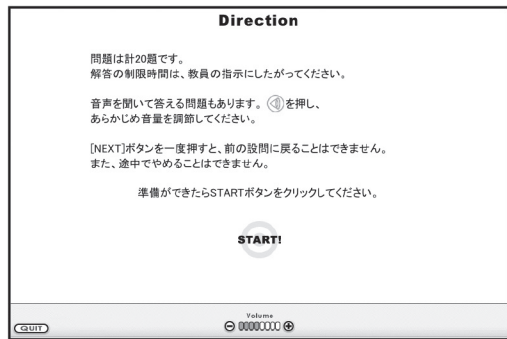 Direction
問題は計20題です。
解答の制限時間は、教員の指示にしたがってください。
音声を聞いて答える問題もあります。を押し、
あらかじめ音量を調節してください。
[NEXT]ボタンを一度押すと、前の設問に戻ることはできません。
また、途中でやめることはできません。
準備ができたらSTARTボタンをクリックしてください。
START!
Volume
QUIT